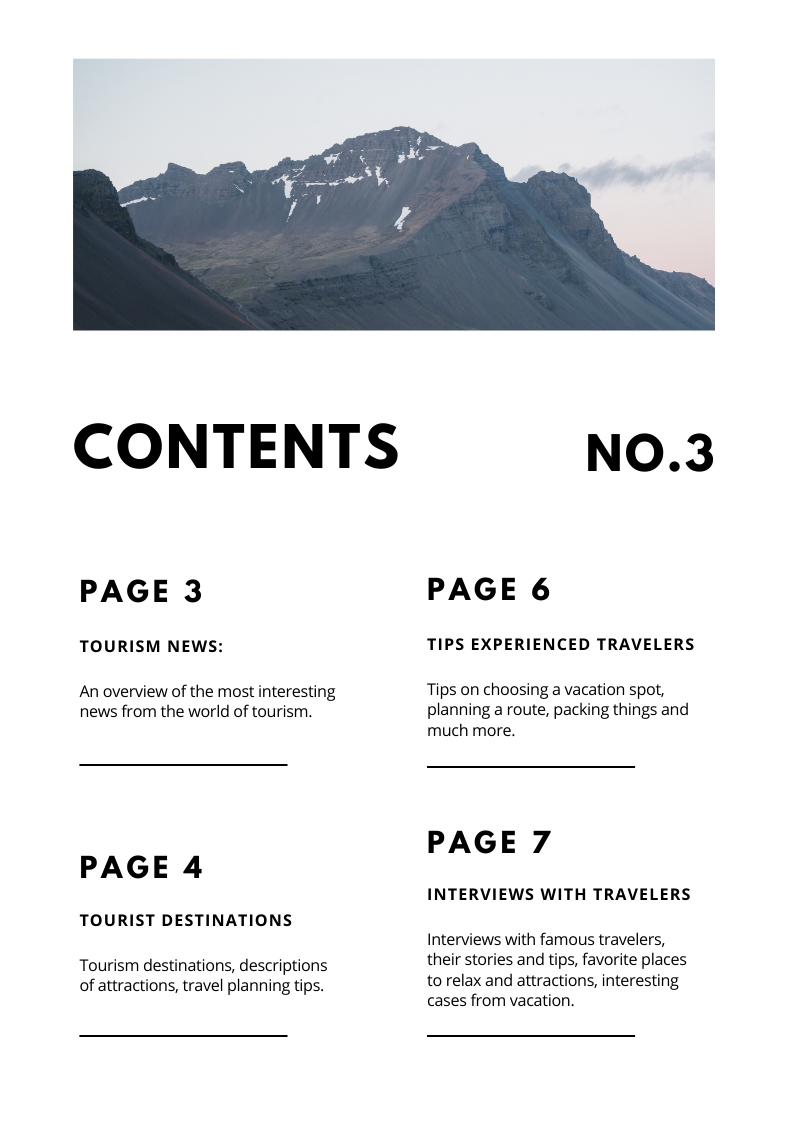 CONTENTS
NO.3
PAGE 3
TOURISM NEWS:
An overview of the most interesting
news from the world of tourism.
PAGE 4
TOURIST DESTINATIONS
Tourism destinations, descriptions
of attractions, travel planning tips.
PAGE 6
TIPS EXPERIENCED TRAVELERS
Tips on choosing a vacation spot,
planning a route, packing things and
much more.
PAGE 7
INTERVIEWS WITH TRAVELERS
Interviews with famous travelers,
their stories and tips, favorite places
to relax and attractions, interesting
cases from vacation.